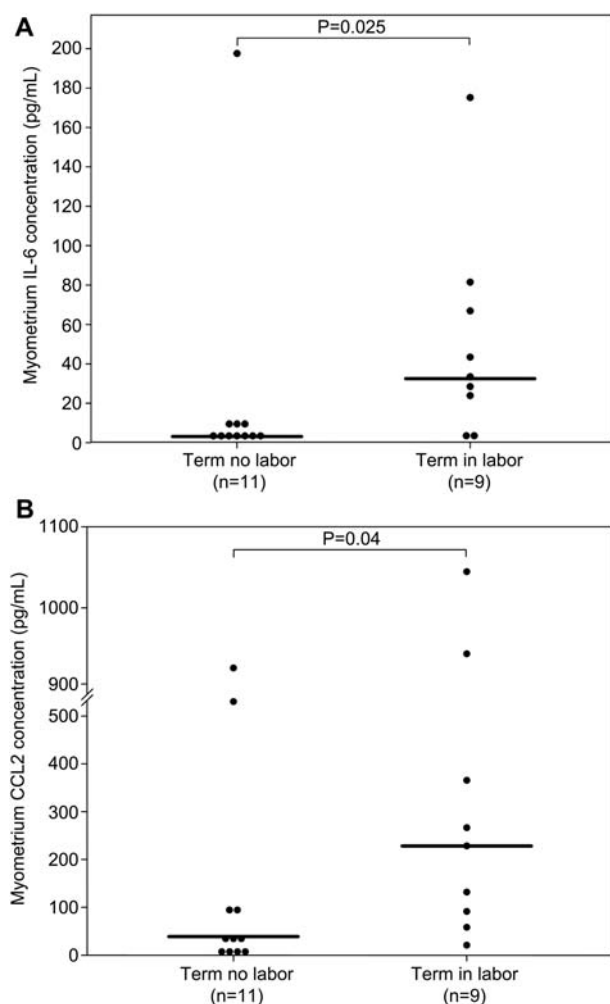 A
P=0.025
Myometrium IL-6 concentration (pg/mL)
200
180
160
140
120
100
80
60
40
20
0
Term no labor
(n=11)
Term in labor
(n=9)
B
P=0.04
Myometrium CCL2 concentration (pg/mL)
1100
1000
900
500
400
300
200
100
0
Term no labor
(n=11)
Term in labor
(n=9)